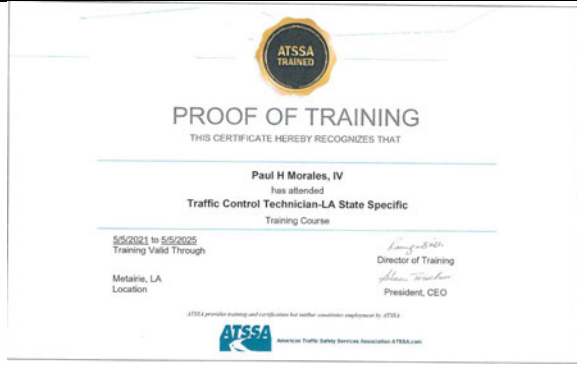 ATSSA
TRAINED
PROOF OF TRAINING
THIS CERTIFICATE HEREBY RECOGNIZES THAT
Paul H Morales, IV
has attended
Traffic Control Technician-LA State Specific
Training Course
5/5/2021 to 5/5/2025
Training Valid Through
Director of Training
Metairie, LA
Location
President, CEO
ATSSA provides training and certification but neither constitutes employment by ATSSA.
ATSSA American Traffic Safety Services Association ATSSA.com